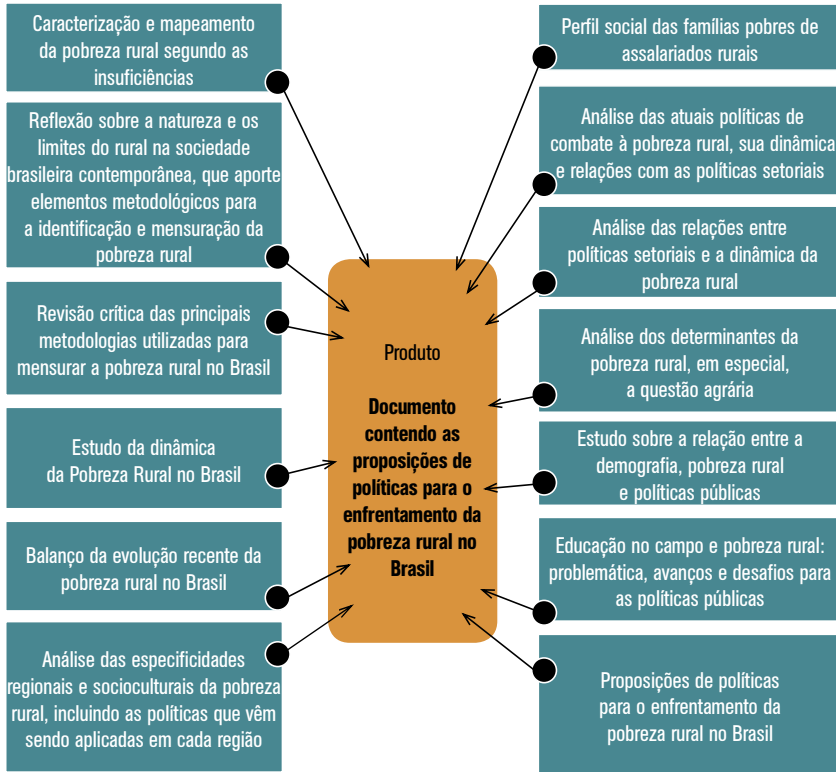 Caracterização e mapeamento
da pobreza rural segundo as
insuficiências
Reflexão sobre a natureza e os
limites do rural na sociedade
brasileira contemporânea, que aporte
elementos metodológicos para
a identificação e mensuração da
pobreza rural
Revisão crítica das principais
metodologias utilizadas para
mensurar a pobreza rural no Brasil
Estudo da dinâmica
da Pobreza Rural no Brasil
Balanço da evolução recente da
pobreza rural no Brasil
Análise das especificidades
regionais e socioculturais da pobreza
rural, incluindo as políticas que vêm
sendo aplicadas em cada região
Produto
Documento
contendo as
proposições de
políticas para o
enfrentamento da
pobreza rural no
Brasil
Perfil social das famílias pobres de
assalariados rurais
Análise das atuais políticas de
combate à pobreza rural, sua dinâmica
e relações com as políticas setoriais
Análise das relações entre
políticas setoriais e a dinâmica da
pobreza rural
Análise dos determinantes da
pobreza rural, em especial,
a questão agrária
Estudo sobre a relação entre a
demografia, pobreza rural
e políticas públicas
Educação no campo e pobreza rural:
problemática, avanços e desafios para
as políticas públicas
Proposições de políticas
para o enfrentamento da
pobreza rural no Brasil